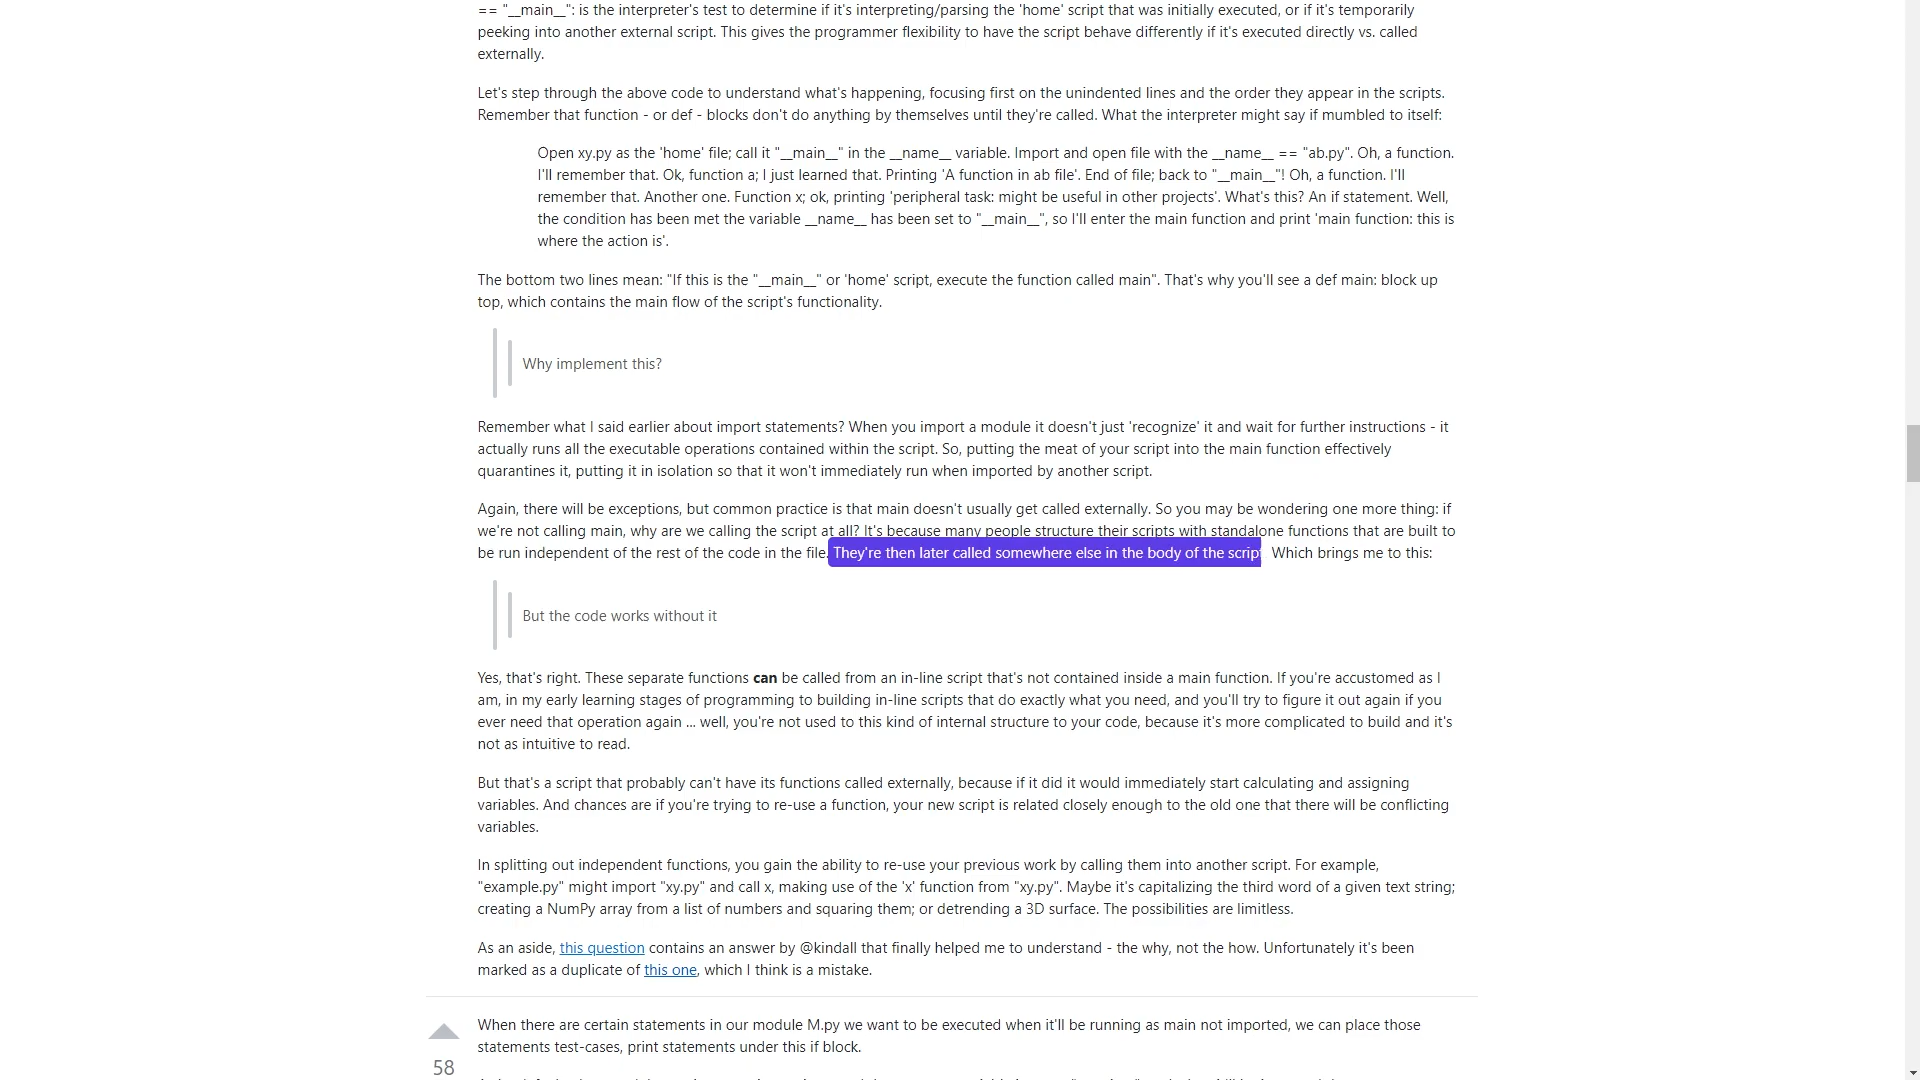 == "__main__": is the interpreter's test to determine if it's interpreting/parsing the 'home' script that was initially executed, or if it's temporarily
peeking into another external script. This gives the programmer flexibility to have the script behave differently if it's executed directly vs. called
externally.
Let's step through the above code to understand what's happening, focusing first on the unindented lines and the order they appear in the scripts.
Remember that function - or def - blocks don't do anything by themselves until they're called. What the interpreter might say if mumbled to itself:
Open xy.py as the 'home' file; call it "__main__" in the __name__ variable. Import and open file with the __name__ == "ab.py". Oh, a function.
I'll remember that. Ok, function a; I just learned that. Printing 'A function in ab file'. End of file; back to "__main__"! Oh, a function. I'll
remember that. Another one. Function x; ok, printing 'peripheral task: might be useful in other projects'. What's this? An if statement. Well,
the condition has been met the variable __name__ has been set to "__main__", so I'll enter the main function and print 'main function: this is
where the action is'.
The bottom two lines mean: "If this is the "__main__" or 'home' script, execute the function called main". That's why you'll see a def main: block up
top, which contains the main flow of the script's functionality.
Why implement this?
Remember what I said earlier about import statements? When you import a module it doesn't just 'recognize' it and wait for further instructions - it
actually runs all the executable operations contained within the script. So, putting the meat of your script into the main function effectively
quarantines it, putting it in isolation so that it won't immediately run when imported by another script.
Again, there will be exceptions, but common practice is that main doesn't usually get called externally. So you may be wondering one more thing: if
we're not calling main, why are we calling the script at all? It's because many people structure their scripts with standalone functions that are built to
be run independent of the rest of the code in the file. They're then later called somewhere else in the body of the script Which brings me to this:
But the code works without it
Yes, that's right. These separate functions can be called from an in-line script that's not contained inside a main function. If you're accustomed as I
am, in my early learning stages of programming to building in-line scripts that do exactly what you need, and you'll try to figure it out again if you
ever need that operation again ... well, you're not used to this kind of internal structure to your code, because it's more complicated to build and it's
not as intuitive to read.
But that's a script that probably can't have its functions called externally, because if it did it would immediately start calculating and assigning
variables. And chances are if you're trying to re-use a function, your new script is related closely enough to the old one that there will be conflicting
variables.
In splitting out independent functions, you gain the ability to re-use your previous work by calling them into another script. For example,
"example.py" might import "xy.py" and call x, making use of the 'x' function from "xy.py". Maybe it's capitalizing the third word of a given text string;
creating a NumPy array from a list of numbers and squaring them; or detrending a 3D surface. The possibilities are limitless.
As an aside, this question contains an answer by @kindall that finally helped me to understand - the why, not the how. Unfortunately it's been
marked as a duplicate of this one, which I think is a mistake.
When there are certain statements in our module M.py we want to be executed when it'll be running as main not imported, we can place those
statements test-cases, print statements under this if block.
58